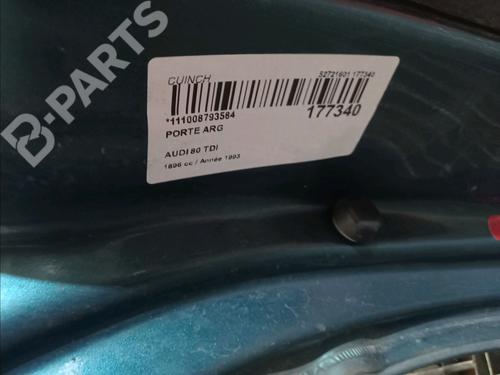 B-PARTS
CUINCH 52721601 177340
*111008793584 177340
PORTE ARG
AUDI 80 TDI
1896 cc / Année 1993